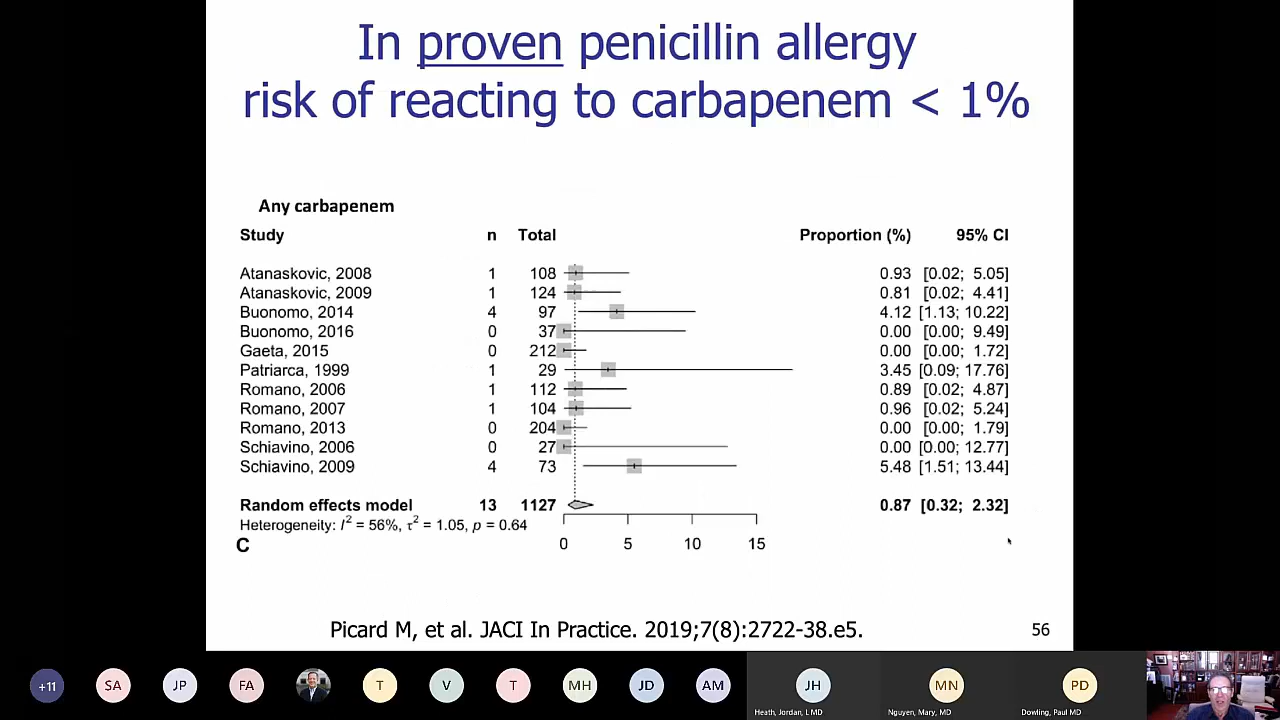 In proven penicillin allergy
risk of reacting to carbapenem < 1%
Any carbapenem
Study n Total Proportion (%) 95% CI
Atanaskovic, 2008 1 108 0.93 [0.02; 5.05]
Atanaskovic, 2009 1 124 0.81 [0.02; 4.41]
Buonomo, 2014 4 97 4.12 [1.13; 10.22]
Buonomo, 2016 0 37 0.00 [0.00; 9.49]
Gaeta, 2015 0 212 0.00 [0.00; 1.72]
Patriarca, 1999 1 29 3.45 [0.09; 17.76]
Romano, 2006 1 112 0.89 [0.02; 4.87]
Romano, 2007 1 104 0.96 [0.02; 5.24]
Romano, 2013 0 204 0.00 [0.00; 1.79]
Schiavino, 2006 0 27 0.00 [0.00; 12.77]
Schiavino, 2009 4 73 5.48 [1.51; 13.44]
Random effects model 13 1127 0.87 [0.32; 2.32]
Heterogeneity: I² = 56%, τ² = 1.05, p = 0.64
C 0 5 10 15
Picard M, et al. JACI In Practice. 2019;7(8):2722-38.e5. 56
+11 SA JP FA T V T MH JD AM JH MN PD
Heath, Jordan, L MD Nguyen, Mary, MD Dowling, Paul MD